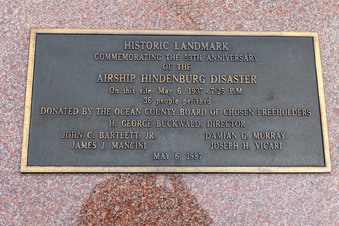 HISTORIC LANDMARK
COMMEMORATING THE 50TH ANNIVERSARY
OF THE
AIRSHIP HINDENBURG DISASTER
On this site - May 6, 1937 - 7:25 P.M.
36 people perished
DONATED BY THE OCEAN COUNTY BOARD OF CHOSEN FREEHOLDERS
H. GEORGE BUCKWALD, DIRECTOR
JOHN C. BARTLETT, JR. DAMIAN G. MURRAY
JAMES J. MANCINI JOSEPH H. VICARI
MAY 6, 1987